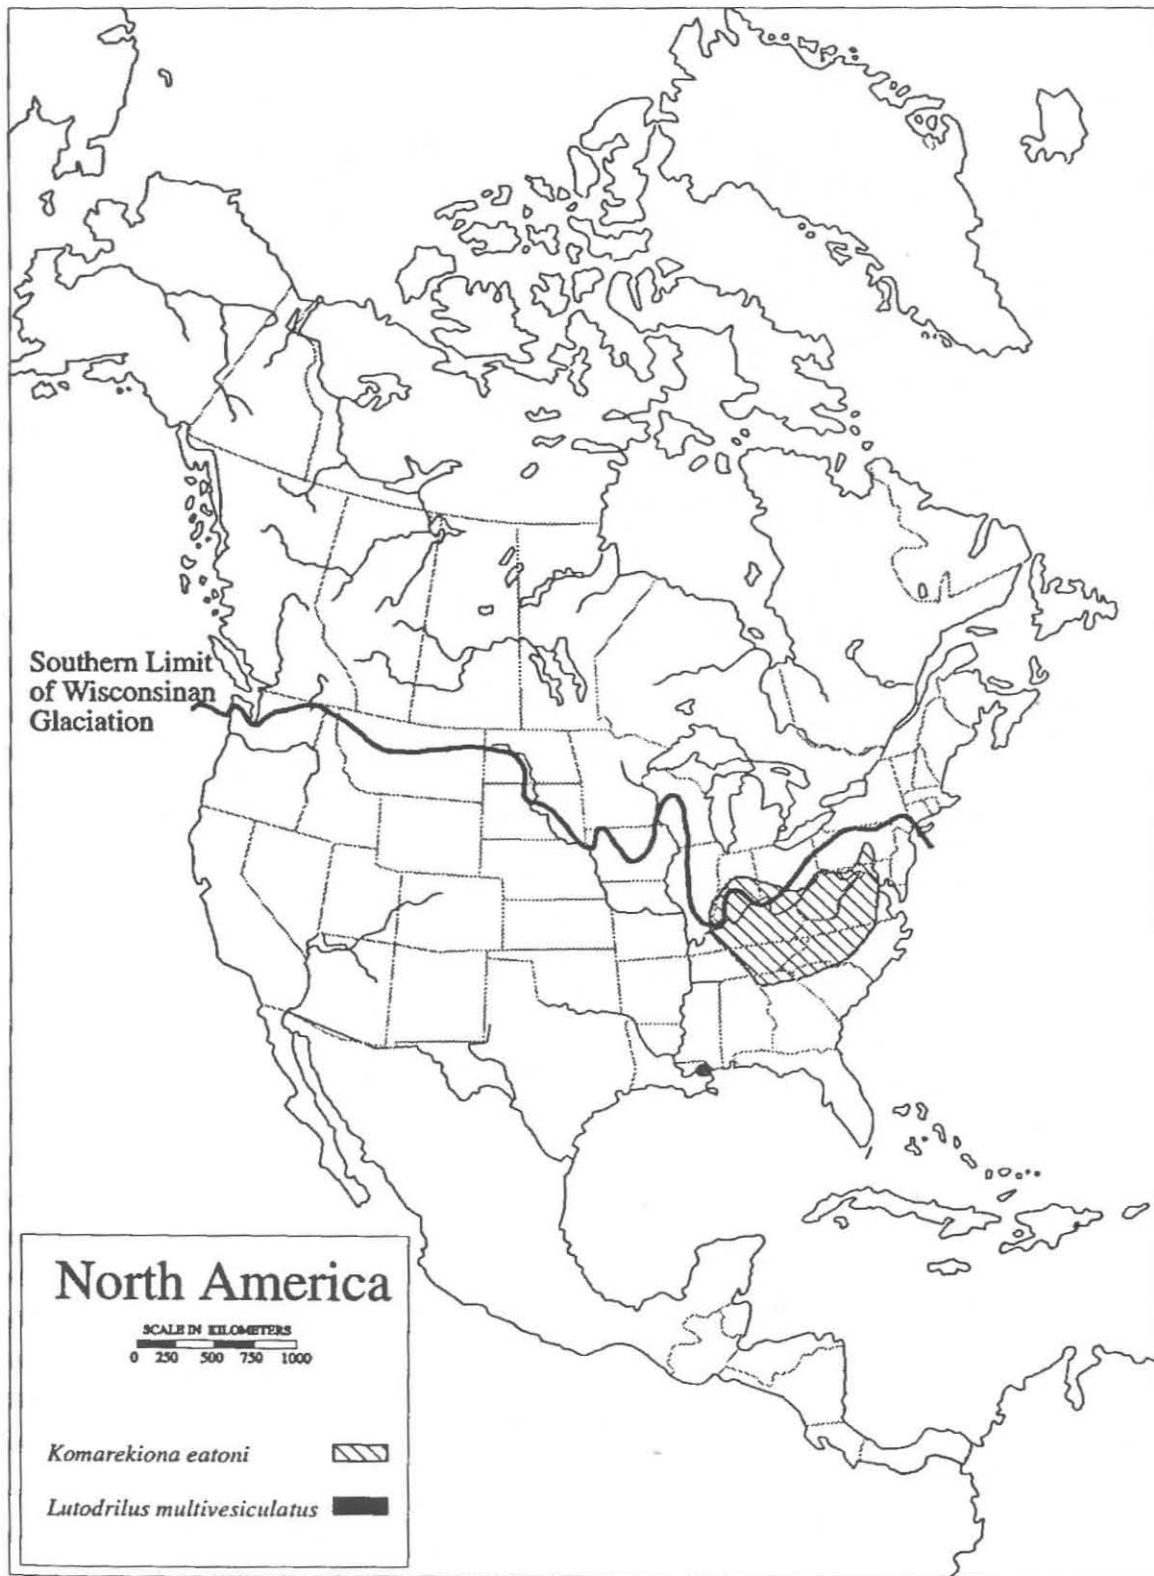 Southern Limit
of Wisconsinan
Glaciation
North America
SCALE IN KILOMETERS
0 250 500 750 1000
Komarekiona eatoni
Lutodrilus multivesiculatus